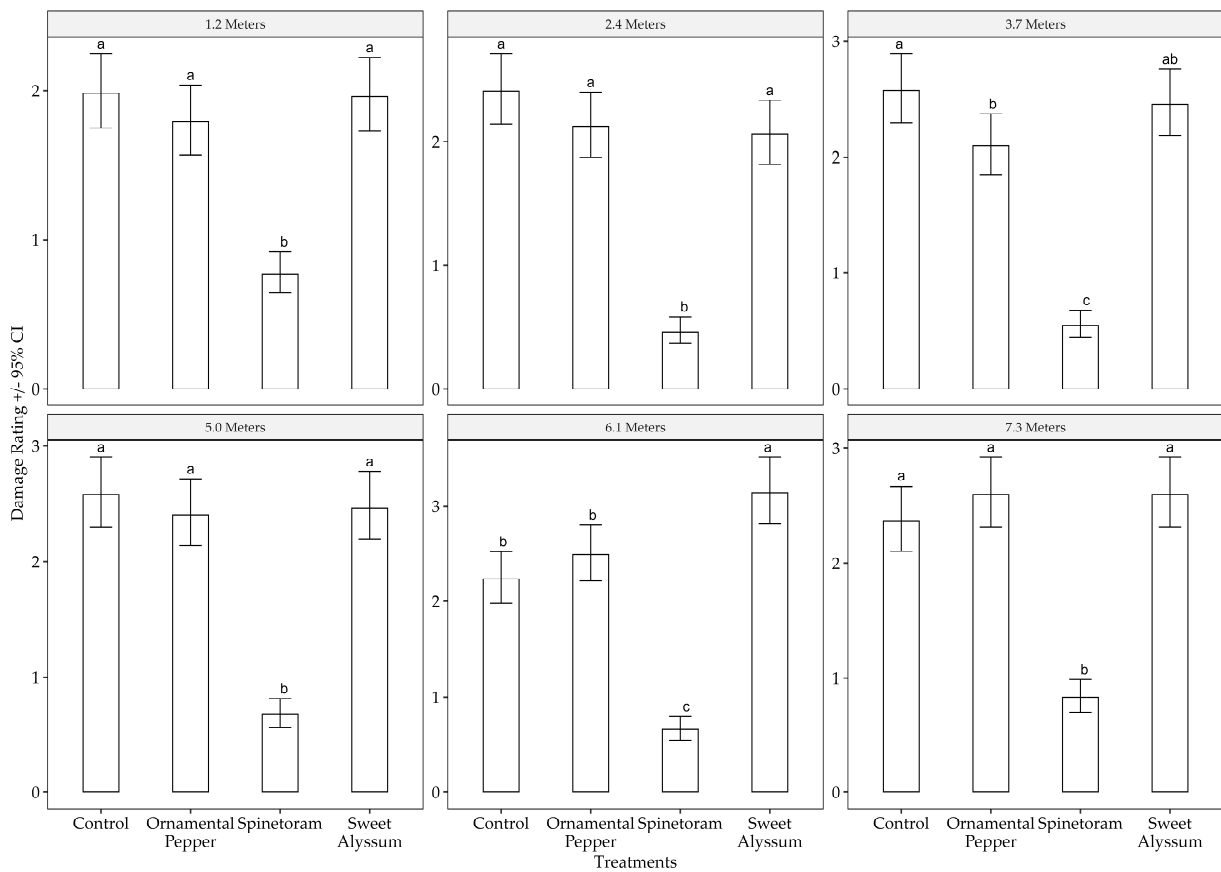 1.2 Meters
2.4 Meters
3.7 Meters
a
a
b
a
2
1
0
a
a
b
a
2
1
0
a
b
c
ab
3
2
1
0
Damage Rating +/- 95% CI
5.0 Meters
6.1 Meters
7.3 Meters
a
a
b
a
3
2
1
0
b
b
c
a
3
2
1
0
a
a
b
a
3
2
1
0
Control
Ornamental
Pepper
Spinetoram
Sweet
Alyssum
Control
Ornamental
Pepper
Spinetoram
Sweet
Alyssum
Control
Ornamental
Pepper
Spinetoram
Sweet
Alyssum
Treatments